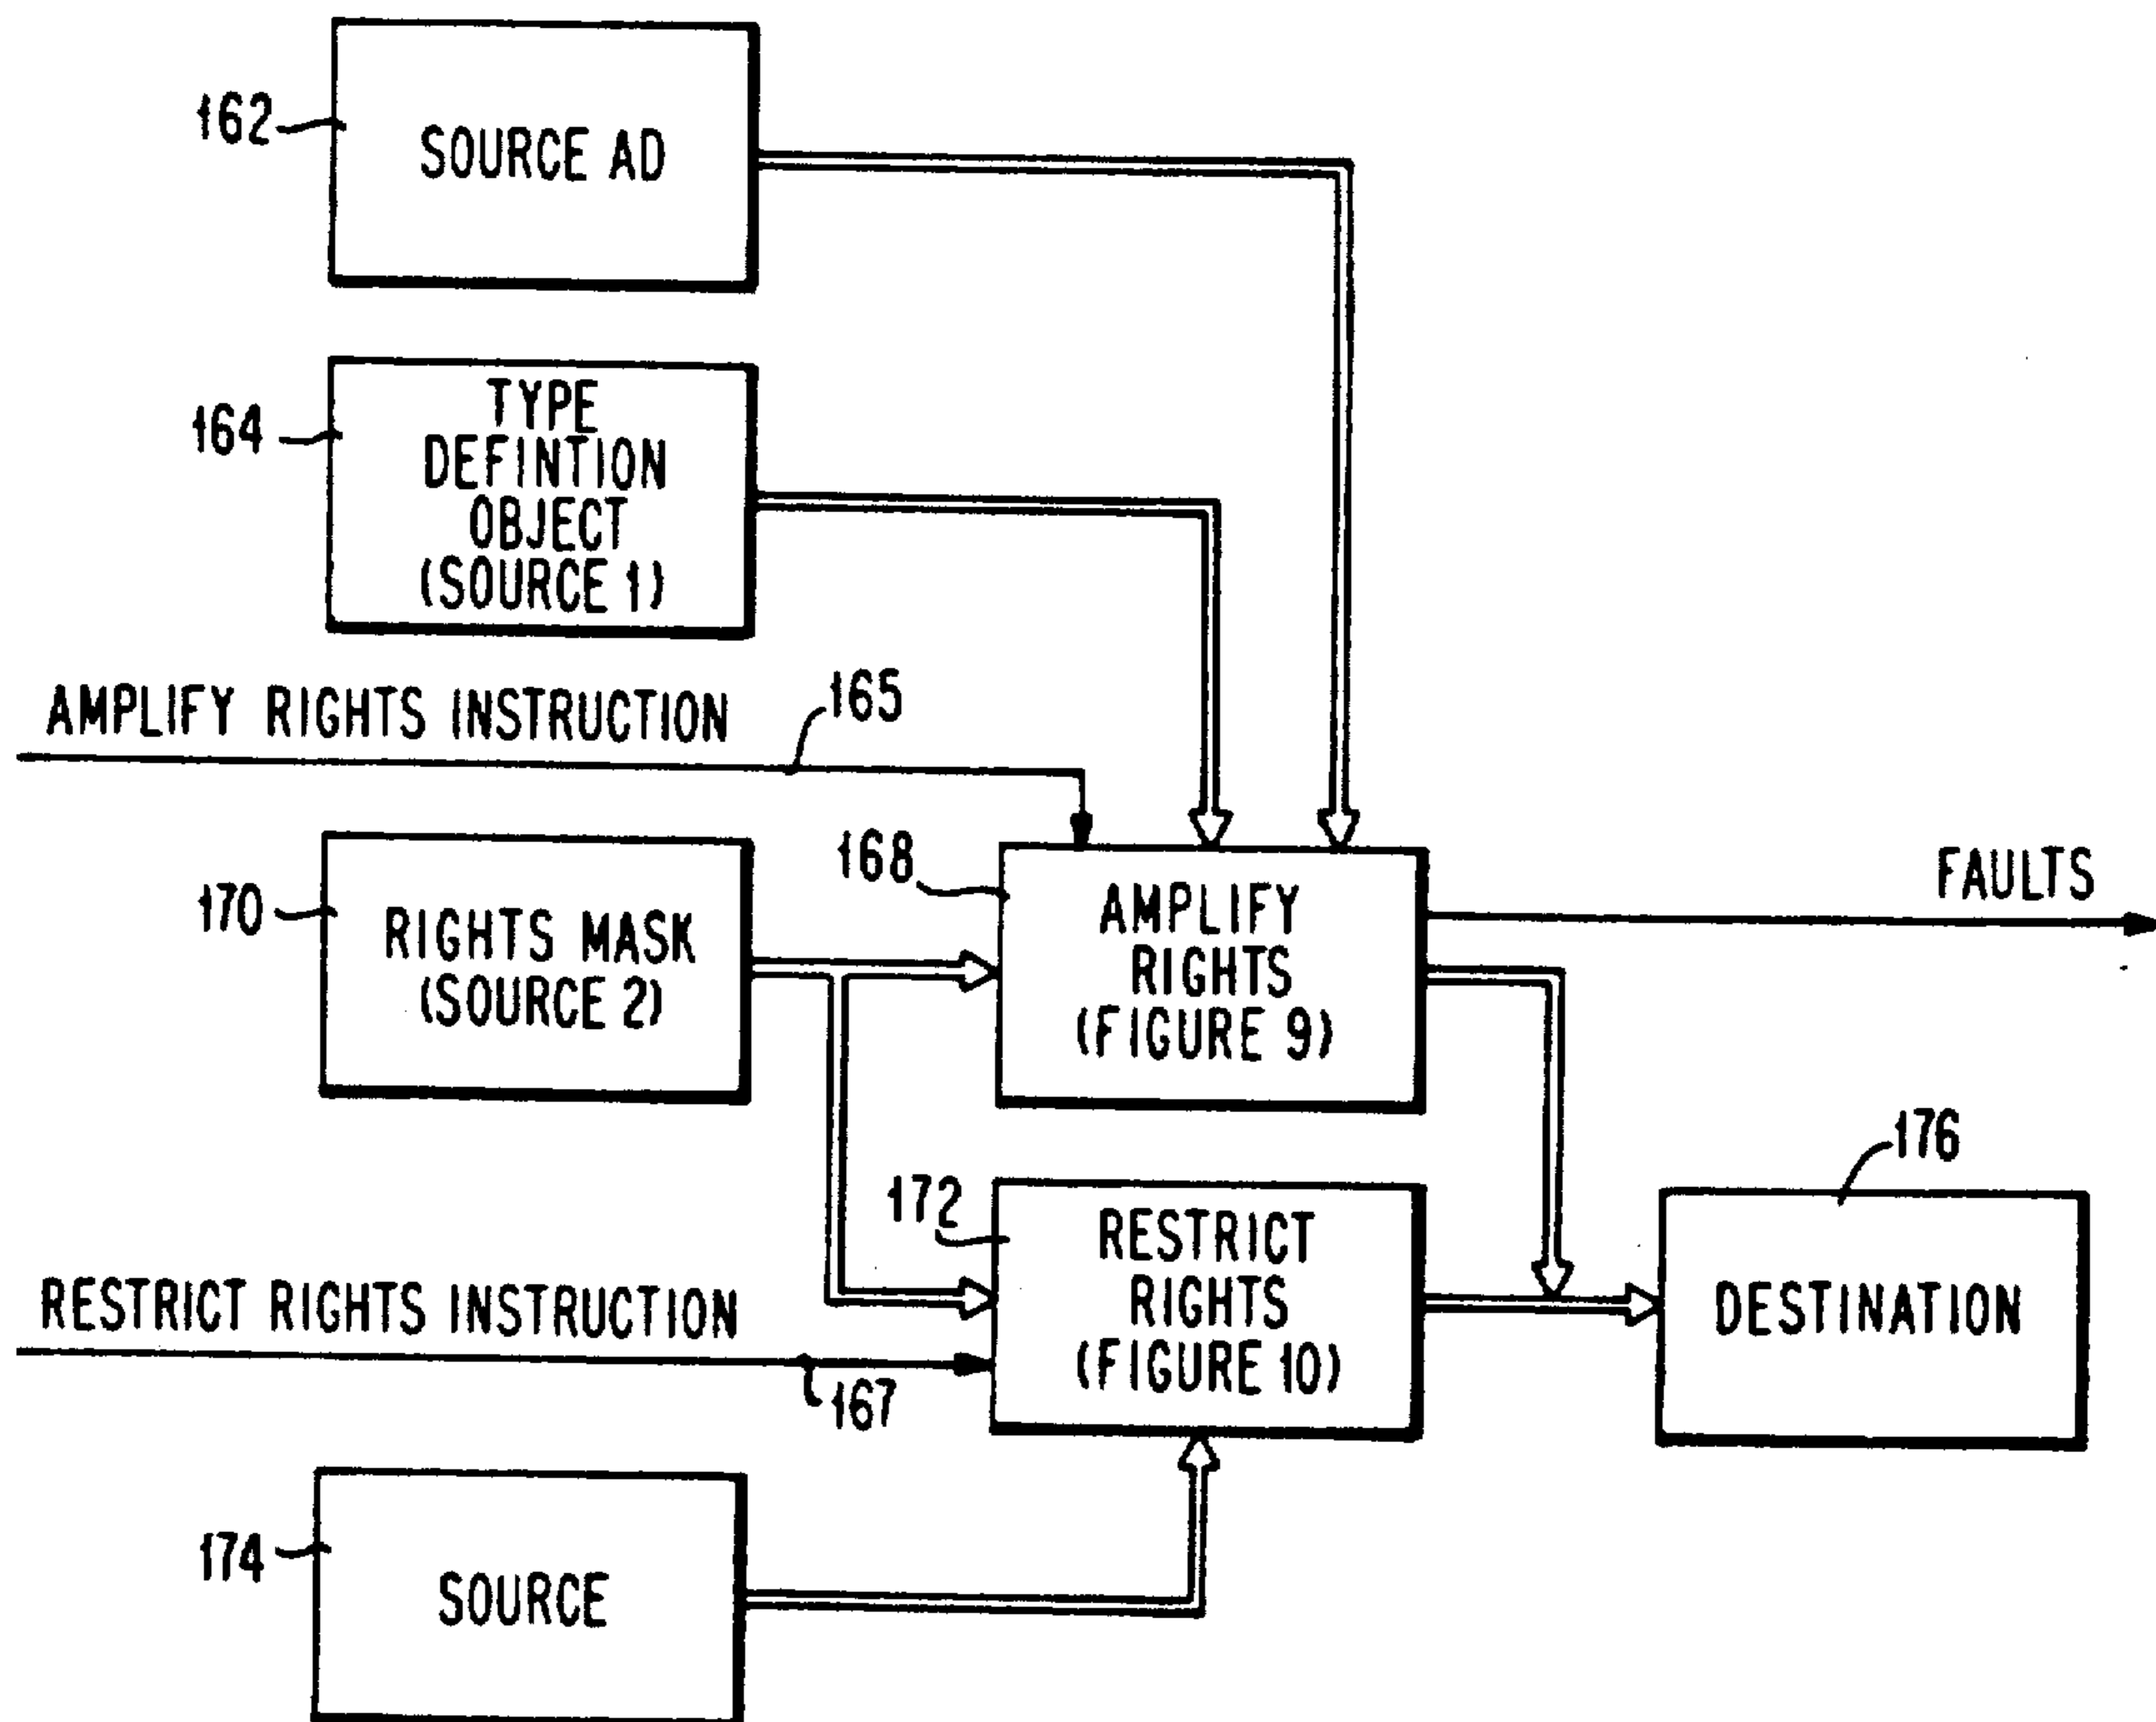 162
SOURCE AD
164
TYPE
DEFINTION
OBJECT
(SOURCE 1)
AMPLIFY RIGHTS INSTRUCTION
165
170
RIGHTS MASK
(SOURCE 2)
168
AMPLIFY
RIGHTS
(FIGURE 9)
FAULTS
172
RESTRICT
RIGHTS
(FIGURE 10)
176
DESTINATION
RESTRICT RIGHTS INSTRUCTION
167
174
SOURCE